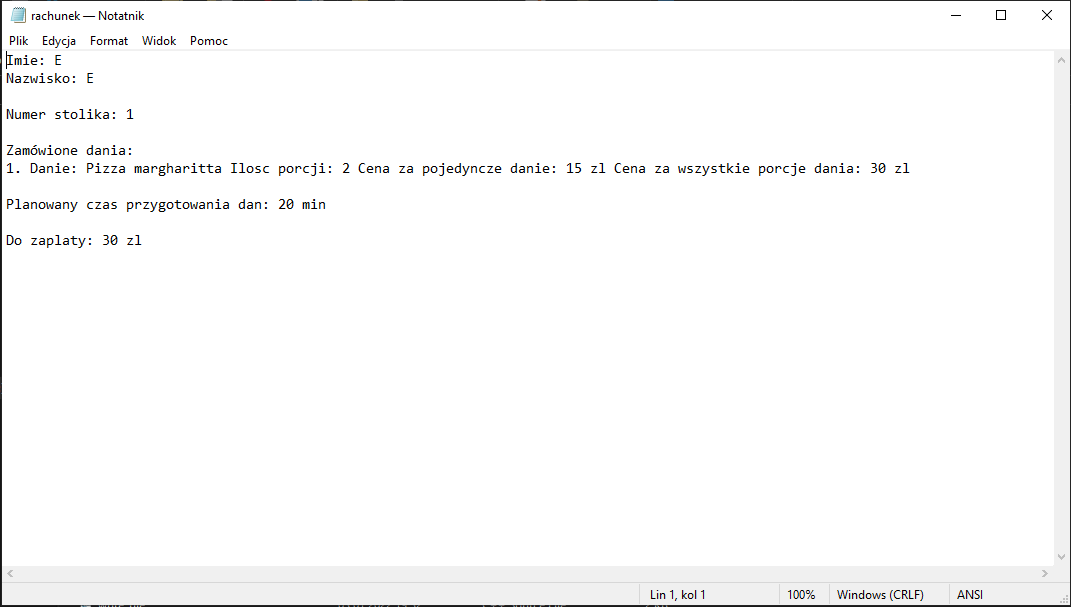 rachunek — Notatnik
Plik Edycja Format Widok Pomoc
Imie: E
Nazwisko: E
Numer stolika: 1
Zamówione dania:
1. Danie: Pizza margharitta Ilosc porcji: 2 Cena za pojedyncze danie: 15 zl Cena za wszystkie porcje dania: 30 zl
Planowany czas przygotowania dan: 20 min
Do zaplaty: 30 zl
Lin 1, kol 1 100% Windows (CRLF) ANSI